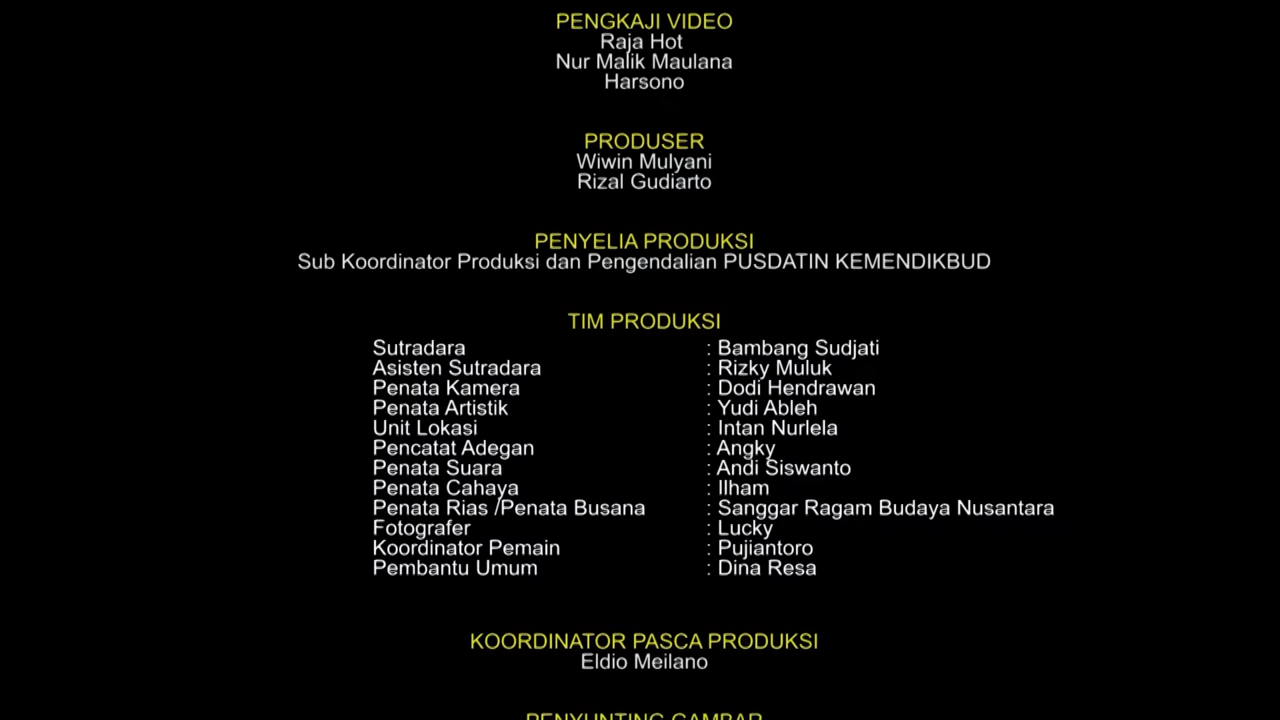 PENGKAJI VIDEO
Raja Hot
Nur Malik Maulana
Harsono
PRODUSER
Wiwin Mulyani
Rizal Gudiarto
PENYELIA PRODUKSI
Sub Koordinator Produksi dan Pengendalian PUSDATIN KEMENDIKBUD
TIM PRODUKSI
Sutradara : Bambang Sudjati
Asisten Sutradara : Rizky Muluk
Penata Kamera : Dodi Hendrawan
Penata Artistik : Yudi Ableh
Unit Lokasi : Intan Nurlela
Pencatat Adegan : Angky
Penata Suara : Andi Siswanto
Penata Cahaya : Ilham
Penata Rias /Penata Busana : Sanggar Ragam Budaya Nusantara
Fotografer : Lucky
Koordinator Pemain : Pujiantoro
Pembantu Umum : Dina Resa
KOORDINATOR PASCA PRODUKSI
Eldio Meilano
PENYUNTING GAMBAR